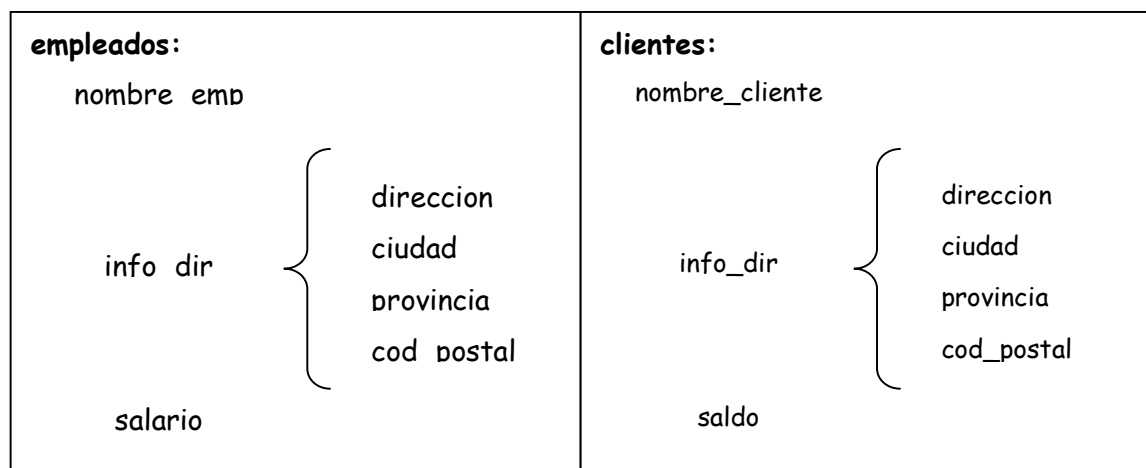 empleados:
nombre_emp
info_dir
direccion
ciudad
provincia
cod_postal
salario
clientes:
nombre_cliente
info_dir
direccion
ciudad
provincia
cod_postal
saldo